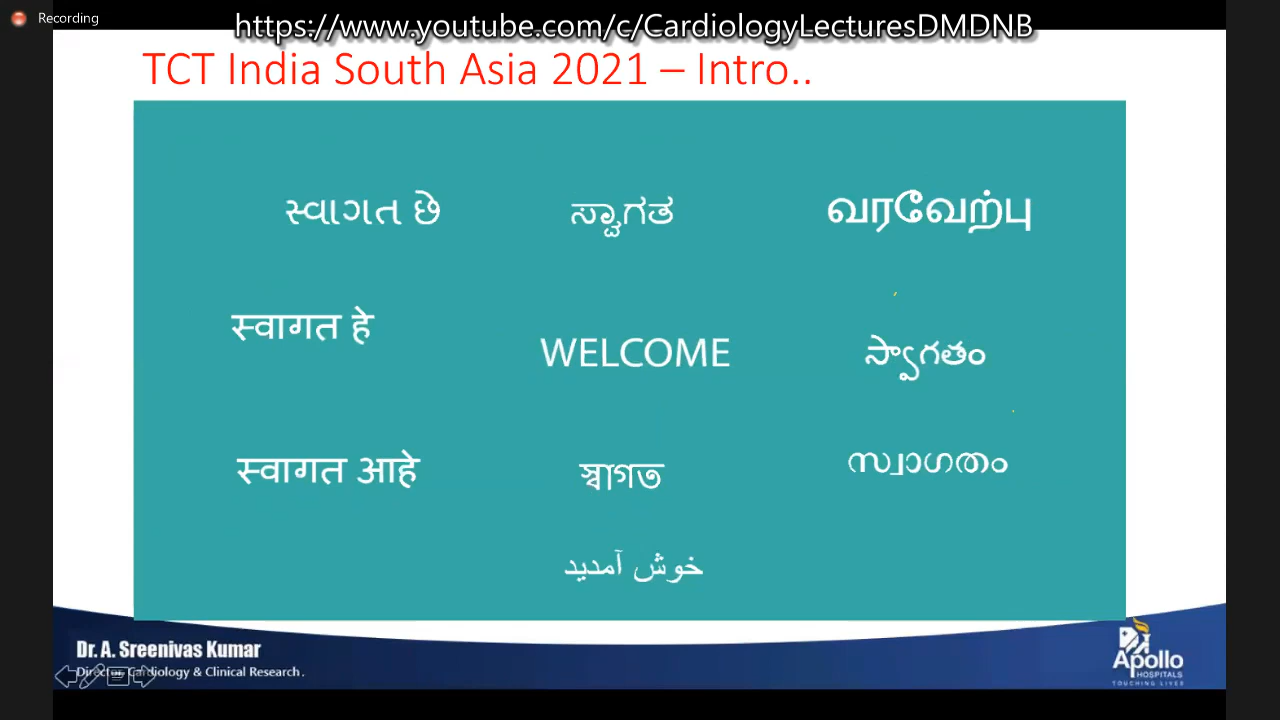 Recording
https://www.youtube.com/c/CardiologyLecturesDMDNB
TCT India South Asia 2021 – Intro..
સ્વાગત છે
ಸ್ವಾಗತ
வரவேற்பு
स्वागत हे
WELCOME
స్వాగతం
स्वागत आहे
স্বাগত
സ്വാഗതം
خوش آمدید
Dr. A. Sreenivas Kumar
Director, Cardiology & Clinical Research.
Apollo
HOSPITALS
TOUCHING LIVES